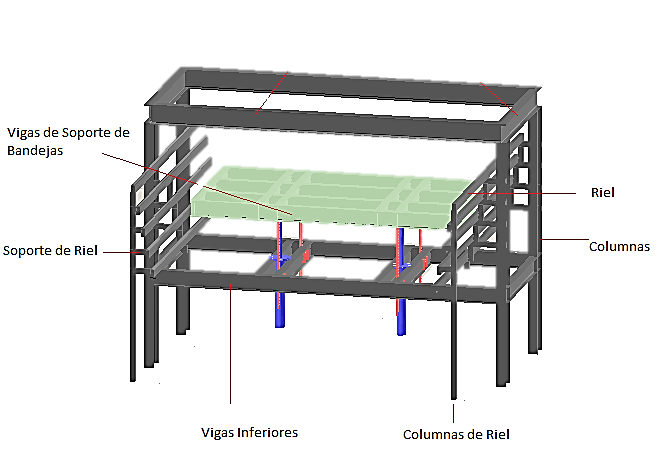 Vigas de Soporte de
Bandejas
Riel
Soporte de Riel
Columnas
Vigas Inferiores
Columnas de Riel